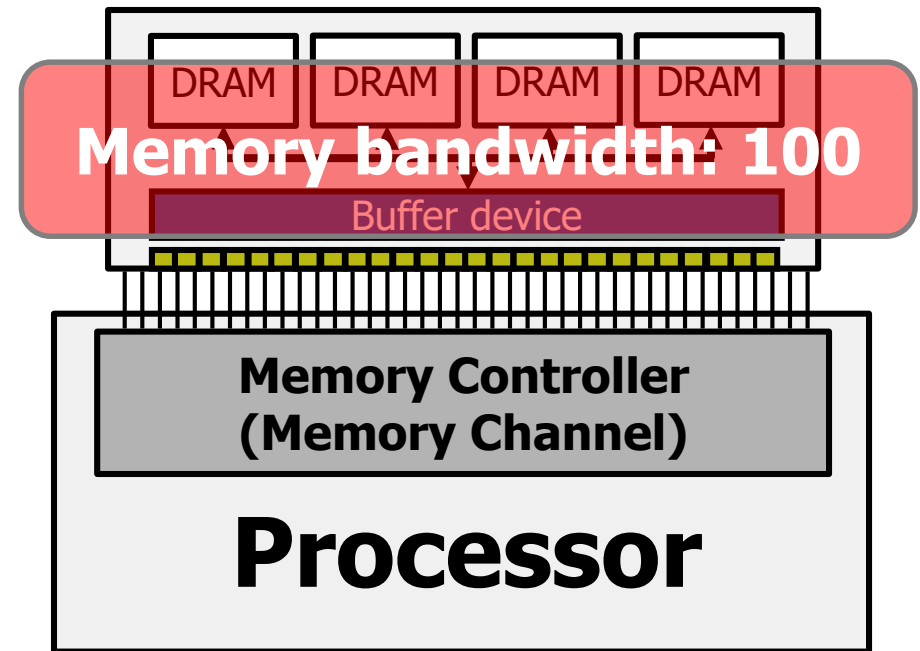 DRAM DRAM DRAM DRAM
Memory bandwidth: 100
Buffer device
Memory Controller
(Memory Channel)
Processor